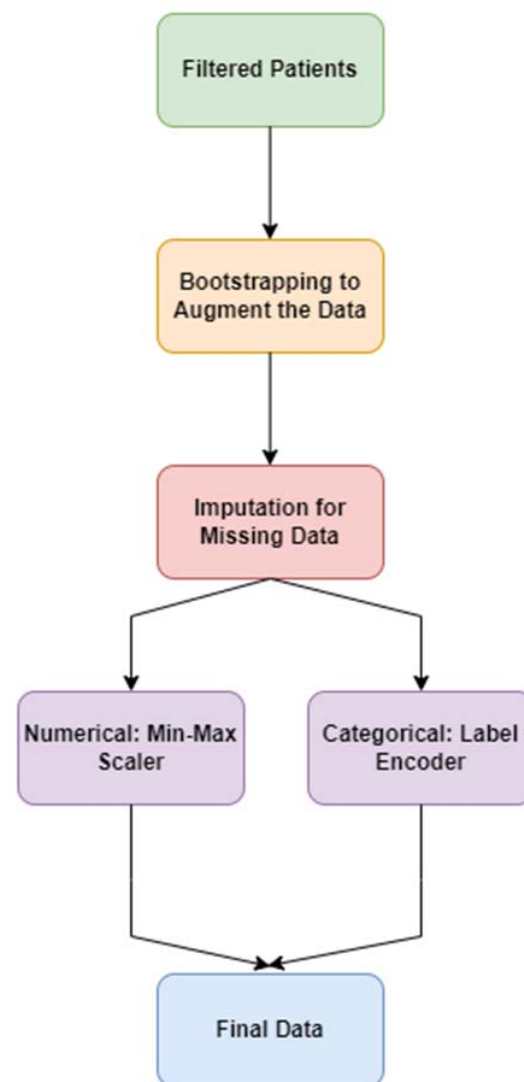 Filtered Patients
Bootstrapping to
Augment the Data
Imputation for
Missing Data
Numerical: Min-Max
Scaler
Categorical: Label
Encoder
Final Data